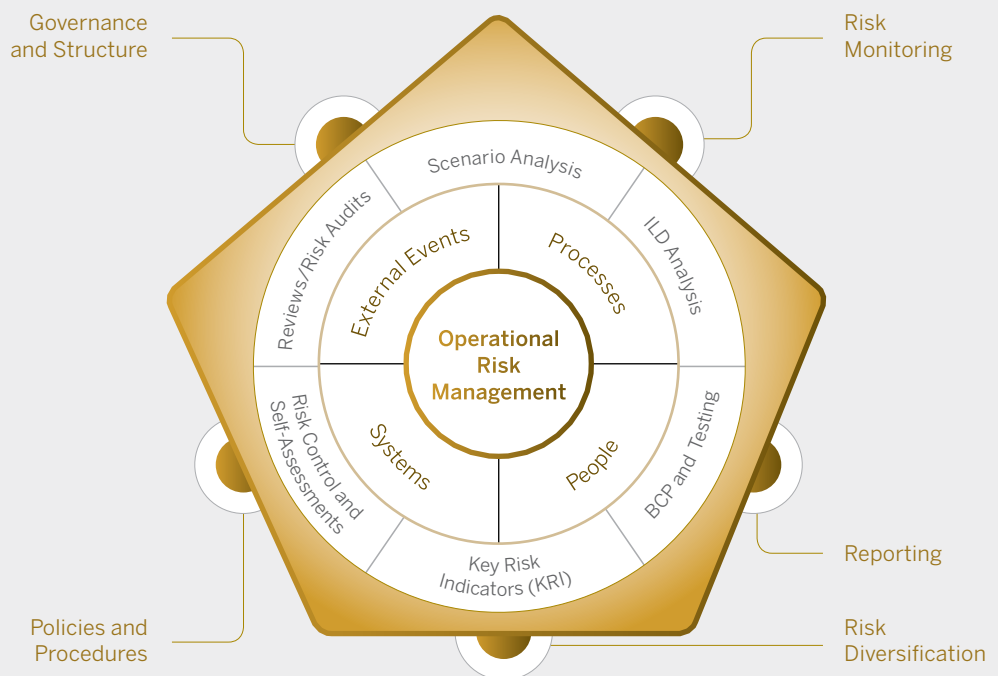 Governance
and Structure
Risk
Monitoring
Scenario Analysis
Reviews/Risk Audits
ILD Analysis
External Events
Processes
Operational
Risk
Management
Systems
People
Risk Control and
Self-Assessments
BCP and Testing
Key Risk
Indicators (KRI)
Reporting
Policies and
Procedures
Risk
Diversification